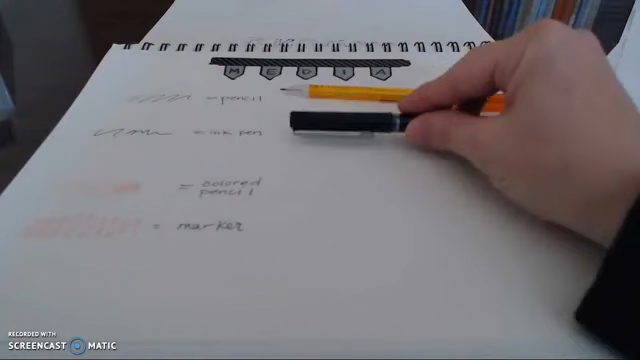 MEDIA
= pencil
= ink pen
= colored
pencil
= marker
RECORDED WITH
SCREENCAST MATIC